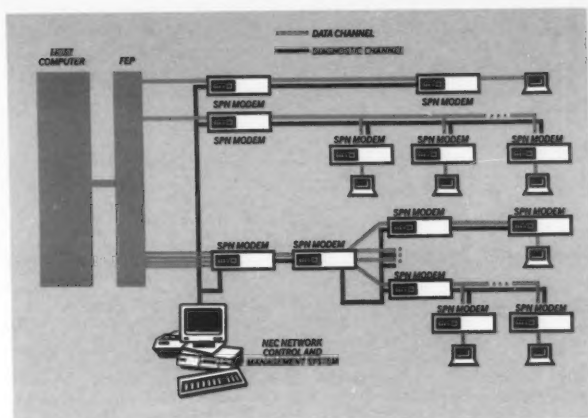 DATA CHANNEL
DIAGNOSTIC CHANNEL
HOST
COMPUTER
FEP
SPN MODEM
SPN MODEM
SPN MODEM
SPN MODEM
SPN MODEM
SPN MODEM
SPN MODEM
SPN MODEM
SPN MODEM
SPN MODEM
SPN MODEM
SPN MODEM
SPN MODEM
NEC NETWORK
CONTROL AND
MANAGEMENT SYSTEM